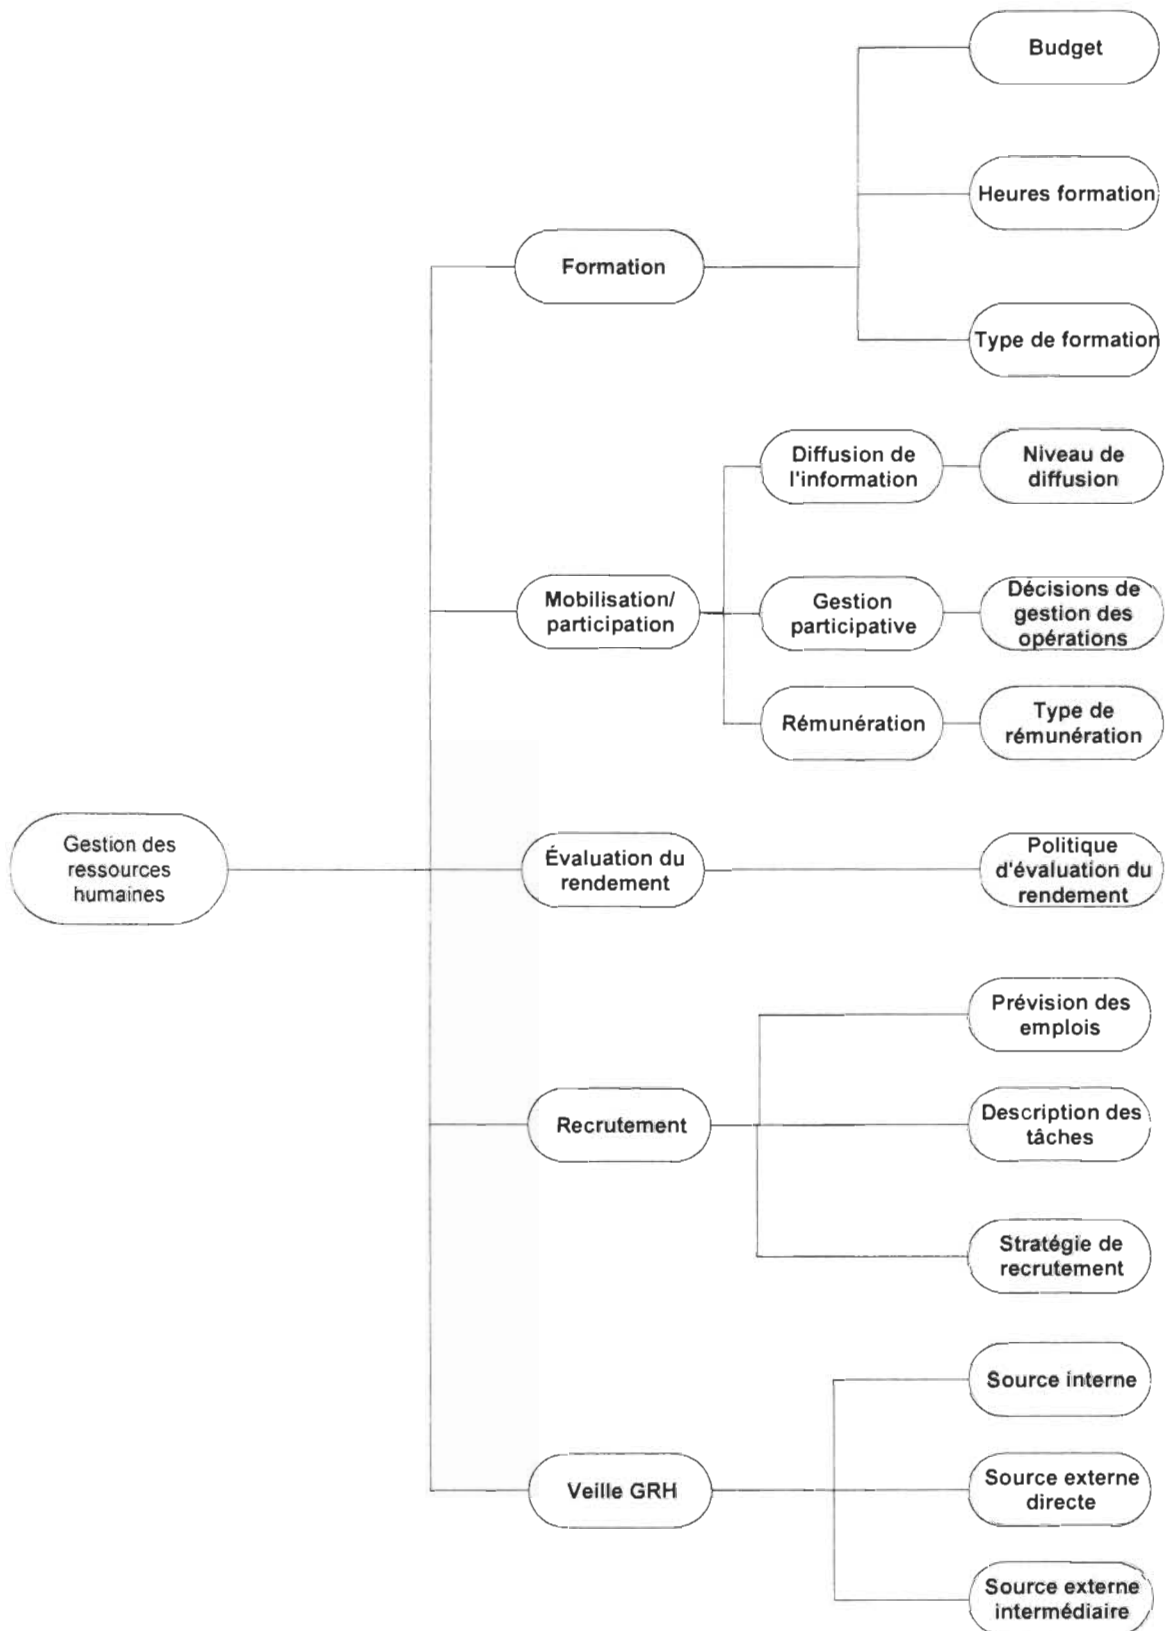 Budget
Heures formation
Formation
Type de formation
Diffusion de
l'information
Niveau de
diffusion
Mobilisation/
participation
Gestion
participative
Décisions de
gestion des
opérations
Rémunération
Type de
rémunération
Gestion des
ressources
humaines
Évaluation du
rendement
Politique
d'évaluation du
rendement
Prévision des
emplois
Recrutement
Description des
tâches
Stratégie de
recrutement
Source interne
Veille GRH
Source externe
directe
Source externe
intermédiaire